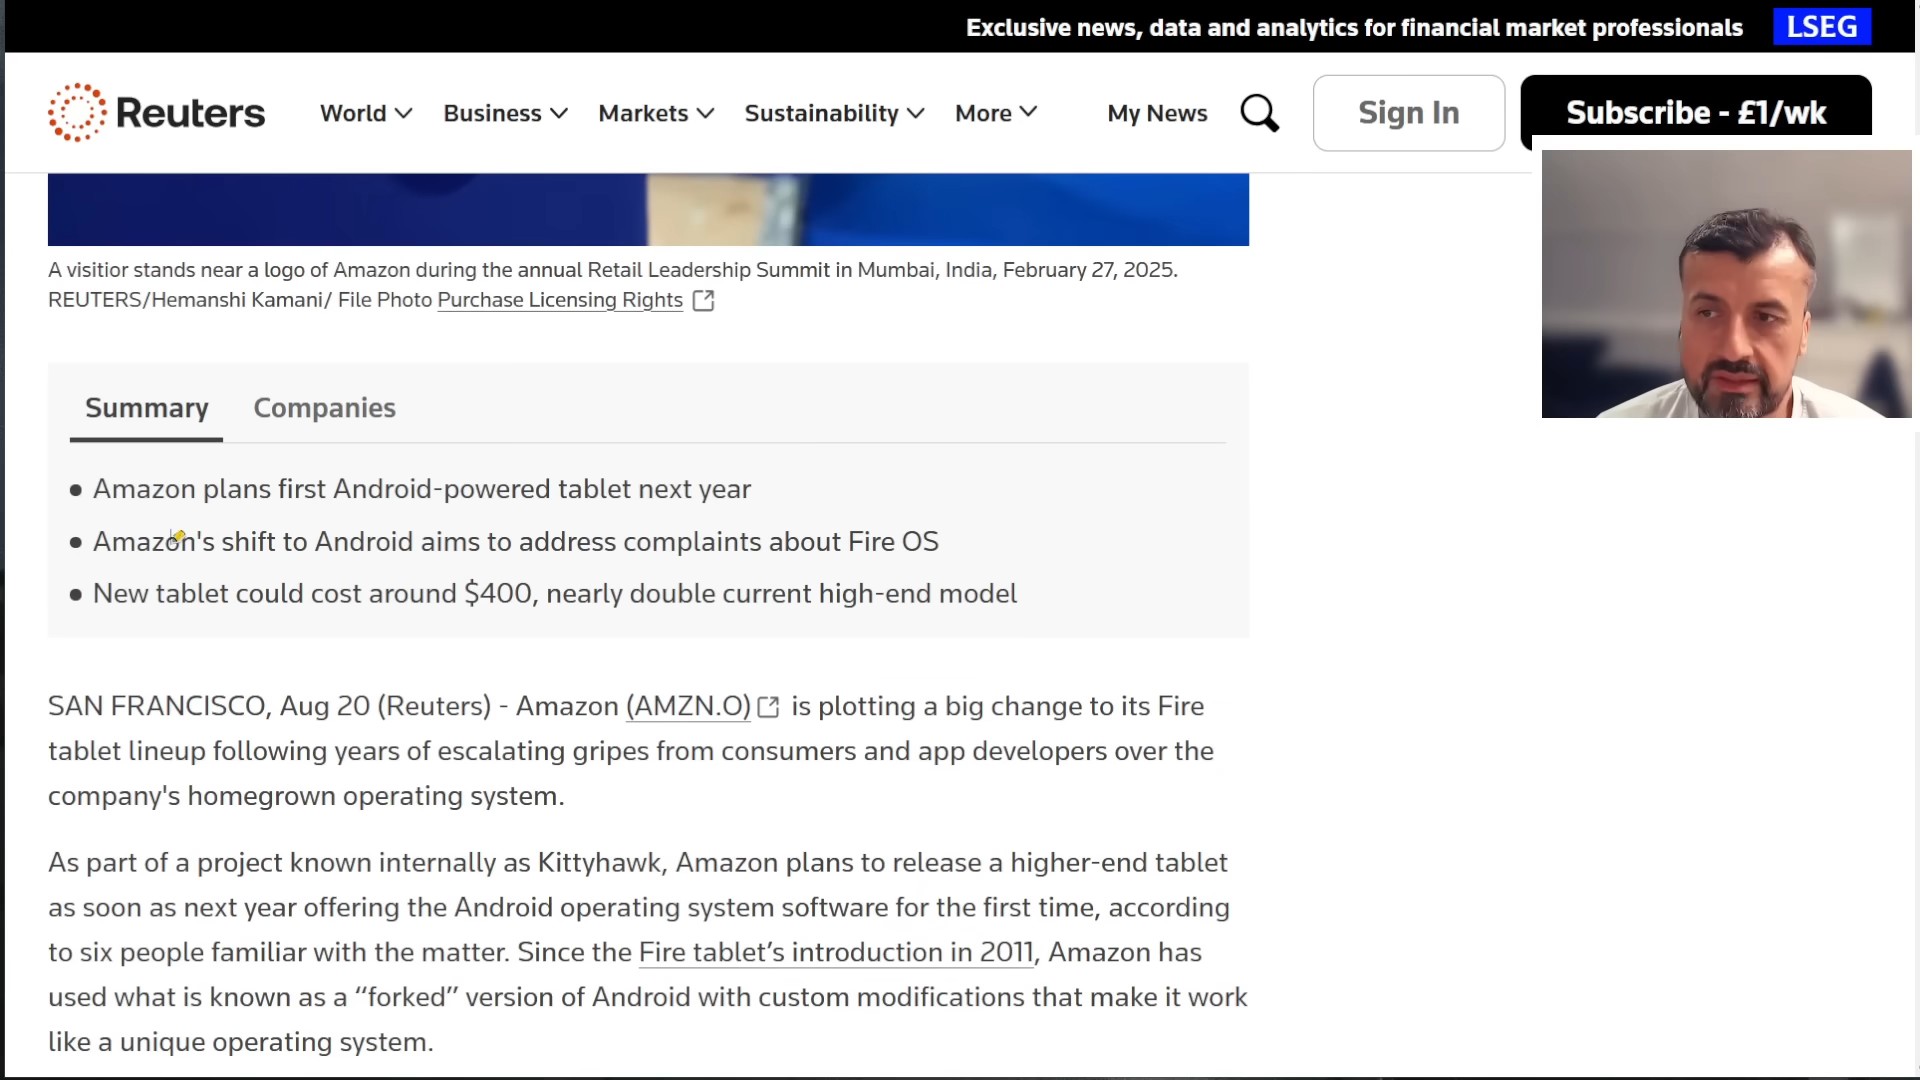 Exclusive news, data and analytics for financial market professionals LSEG
Reuters World Business Markets Sustainability More My News Sign In Subscribe - £1/wk
A visitior stands near a logo of Amazon during the annual Retail Leadership Summit in Mumbai, India, February 27, 2025.
REUTERS/Hemanshi Kamani/ File Photo Purchase Licensing Rights
Summary Companies
Amazon plans first Android-powered tablet next year
Amazon's shift to Android aims to address complaints about Fire OS
New tablet could cost around $400, nearly double current high-end model
SAN FRANCISCO, Aug 20 (Reuters) - Amazon (AMZN.O) is plotting a big change to its Fire
tablet lineup following years of escalating gripes from consumers and app developers over the
company's homegrown operating system.
As part of a project known internally as Kittyhawk, Amazon plans to release a higher-end tablet
as soon as next year offering the Android operating system software for the first time, according
to six people familiar with the matter. Since the Fire tablet’s introduction in 2011, Amazon has
used what is known as a “forked” version of Android with custom modifications that make it work
like a unique operating system.